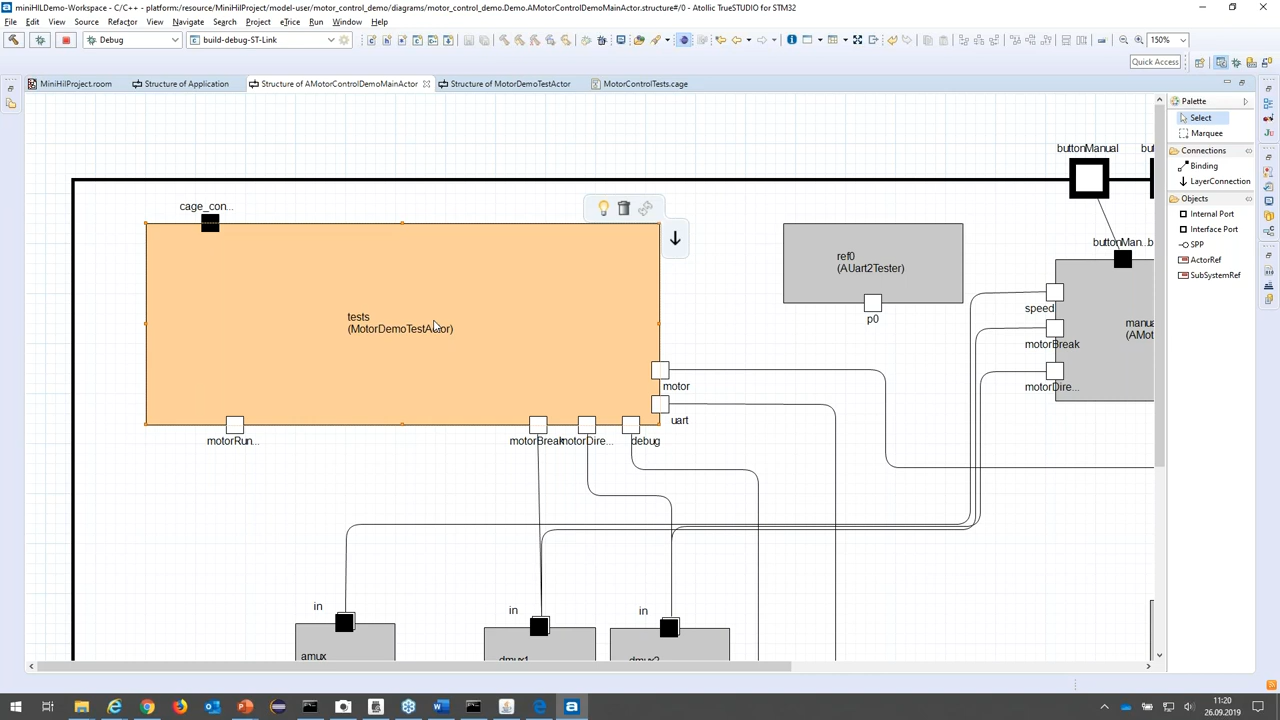 miniHILDemo-Workspace - C/C++ - platform:/resource/MiniHilProject/model-user/motor_control_demo/diagrams/motor_control_demo.Demo.AMotorControlDemoMainActor.structure#/0 - Atollic TrueSTUDIO for STM32
File Edit View Source Refactor Navigate Search Project eTrice Run Window Help
Debug build-debug-ST-Link 150%
Quick Access
MiniHilProject.room Structure of Application Structure of AMotorControlDemoMainActor Structure of MotorDemoTestActor MotorControlTests.cage
Palette
Select
Marquee
Connections
Binding
LayerConnection
Objects
Internal Port
Interface Port
SPP
ActorRef
SubSystemRef
buttonManual
cage_con...
buttonMan...
ref0
(AUart2Tester)
p0
tests
(MotorDemoTestActor)
speed
motorBreak
motorDire...
motor
uart
motorRun...
motorBreak
motorDire...
debug
in
in
in
amux
11:20
26.09.2019